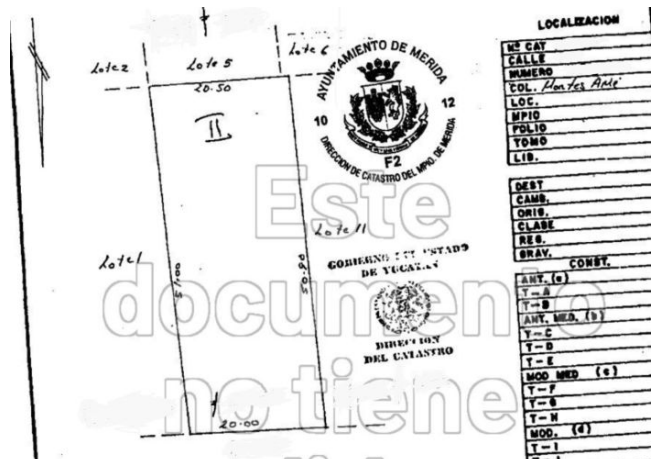 Lote 2
Lote 5
Lote 6
20.50
II
Lote 1
Lote 11
51.00
50.90
20.00
AYUNTAMIENTO DE MERIDA
10
12
F2
DIRECCION DE CATASTRO DEL MPIO. DE MERIDA
GOBIERNO DEL ESTADO
DE YUCATAN
DIRECCION
DEL CATASTRO
Este
documento
no tiene
LOCALIZACION
Nº CAT
CALLE
NUMERO
COL. Montes Ame
LOC.
MPIO
FOLIO
TOMO
LIB.
DEST
CAMB.
ORIG.
CLASE
REG.
GRAV.
CONST.
ANT. (a)
T-A
T-B
ANT. MED. (b)
T-C
T-D
T-E
MOD MED (c)
T-F
T-G
T-H
MOD. (d)
T-I